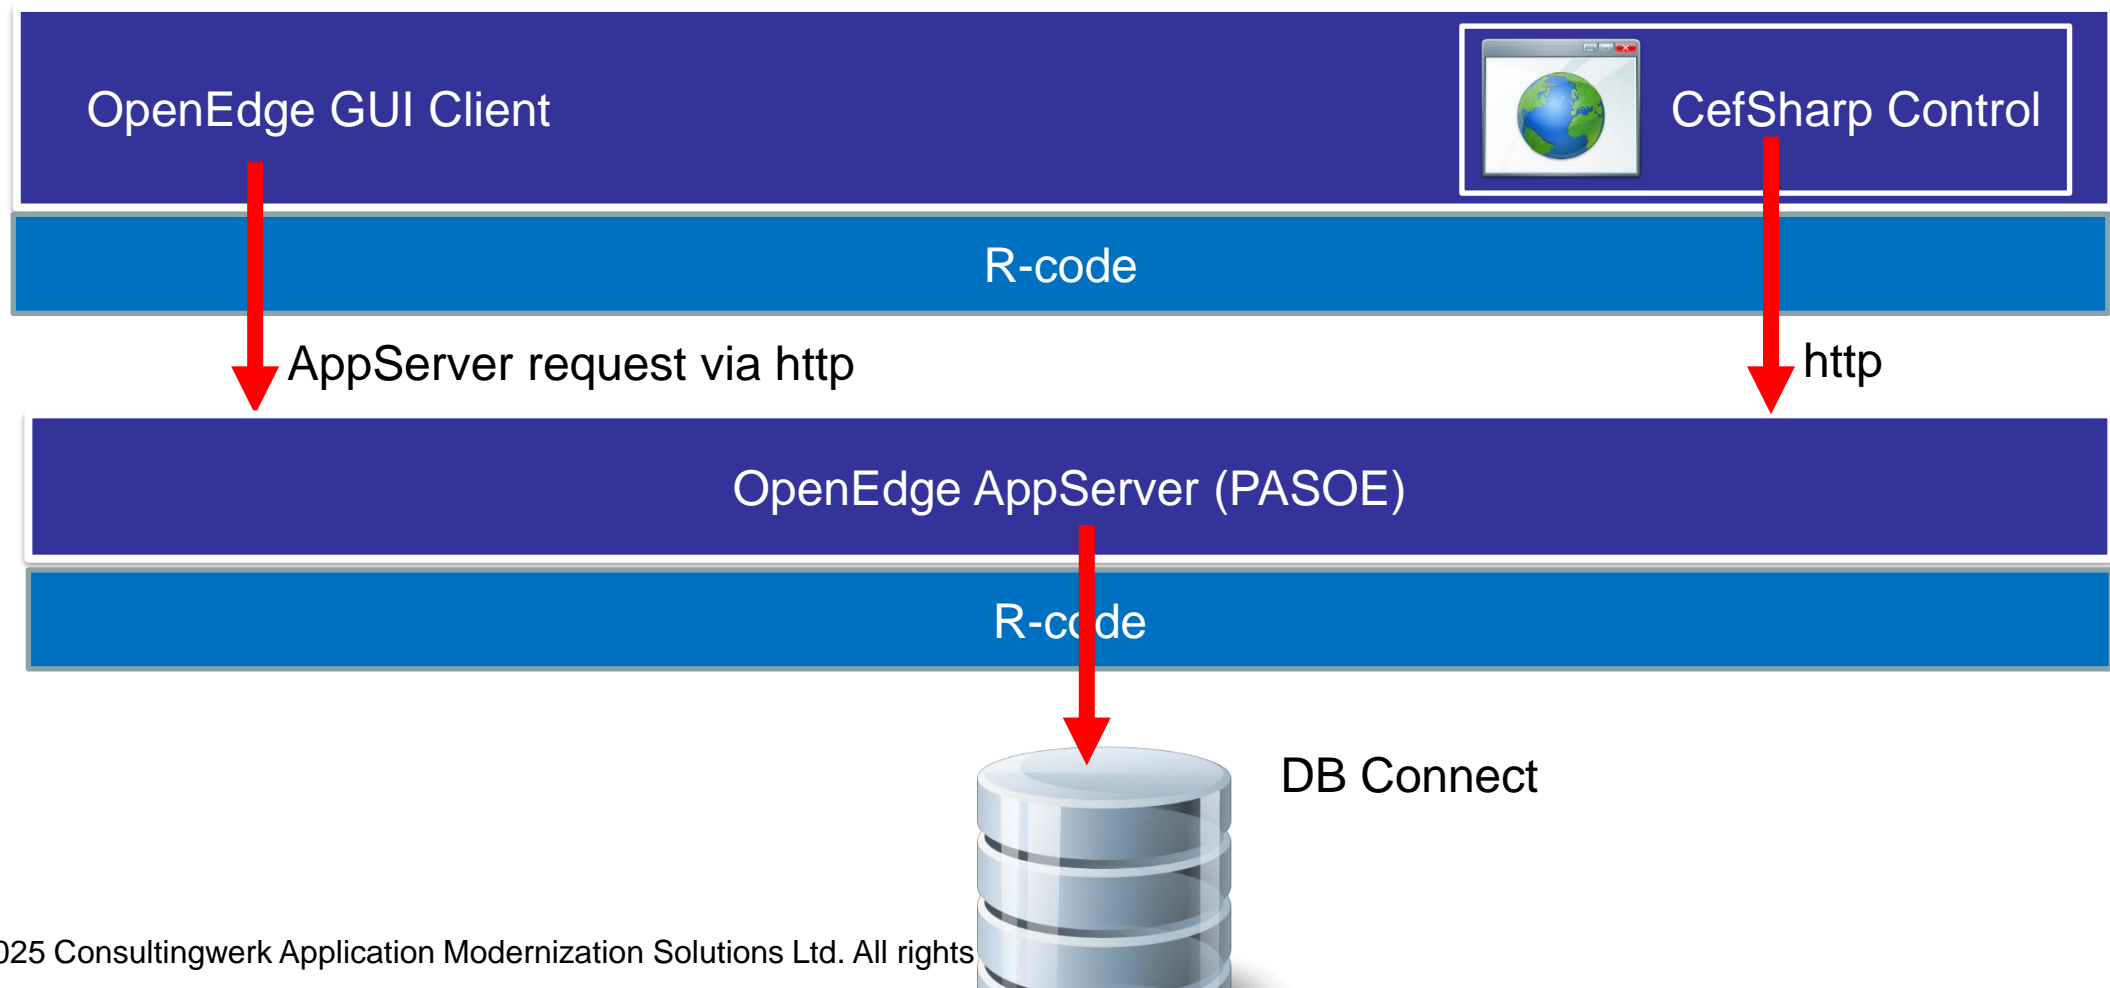 OpenEdge GUI Client
CefSharp Control
R-code
AppServer request via http
http
OpenEdge AppServer (PASOE)
R-code
DB Connect
025 Consultingwerk Application Modernization Solutions Ltd. All rights